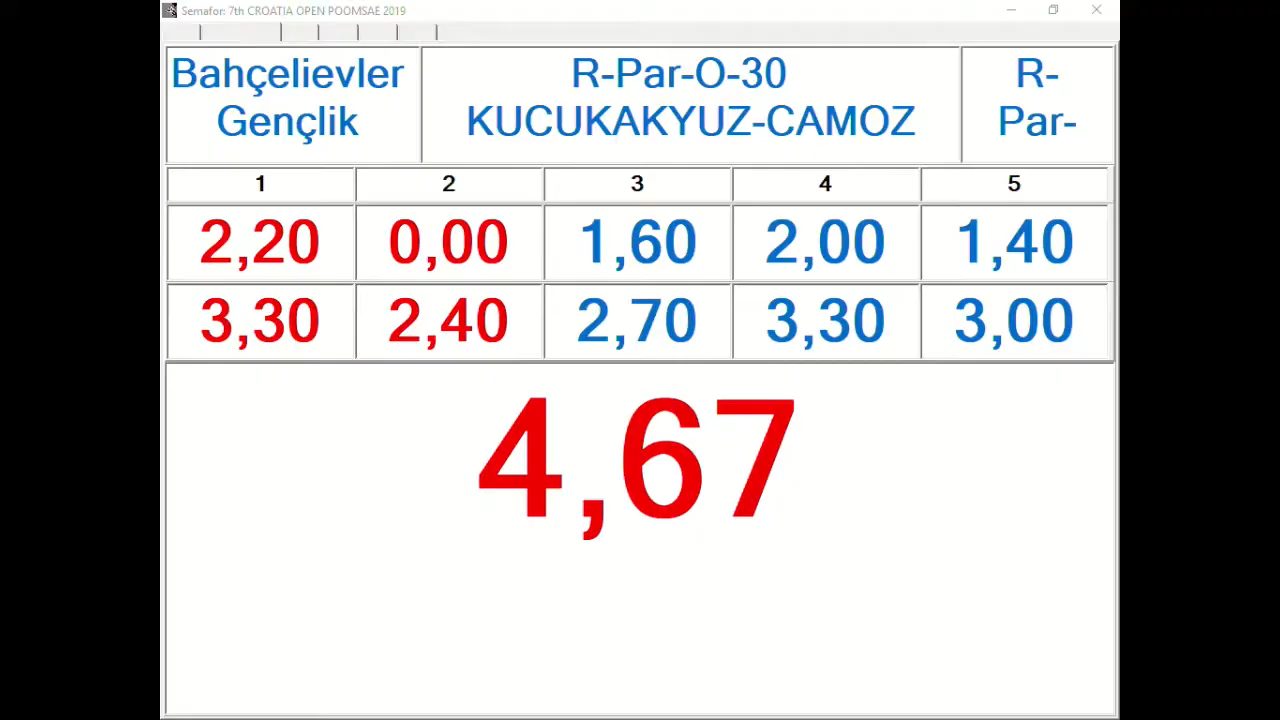 Semafor: 7th CROATIA OPEN POOMSAE 2019
Bahçelievler
Gençlik
R-Par-O-30
KUCUKAKYUZ-CAMOZ
R-
Par-
1 2 3 4 5
2,20 0,00 1,60 2,00 1,40
3,30 2,40 2,70 3,30 3,00
4,67